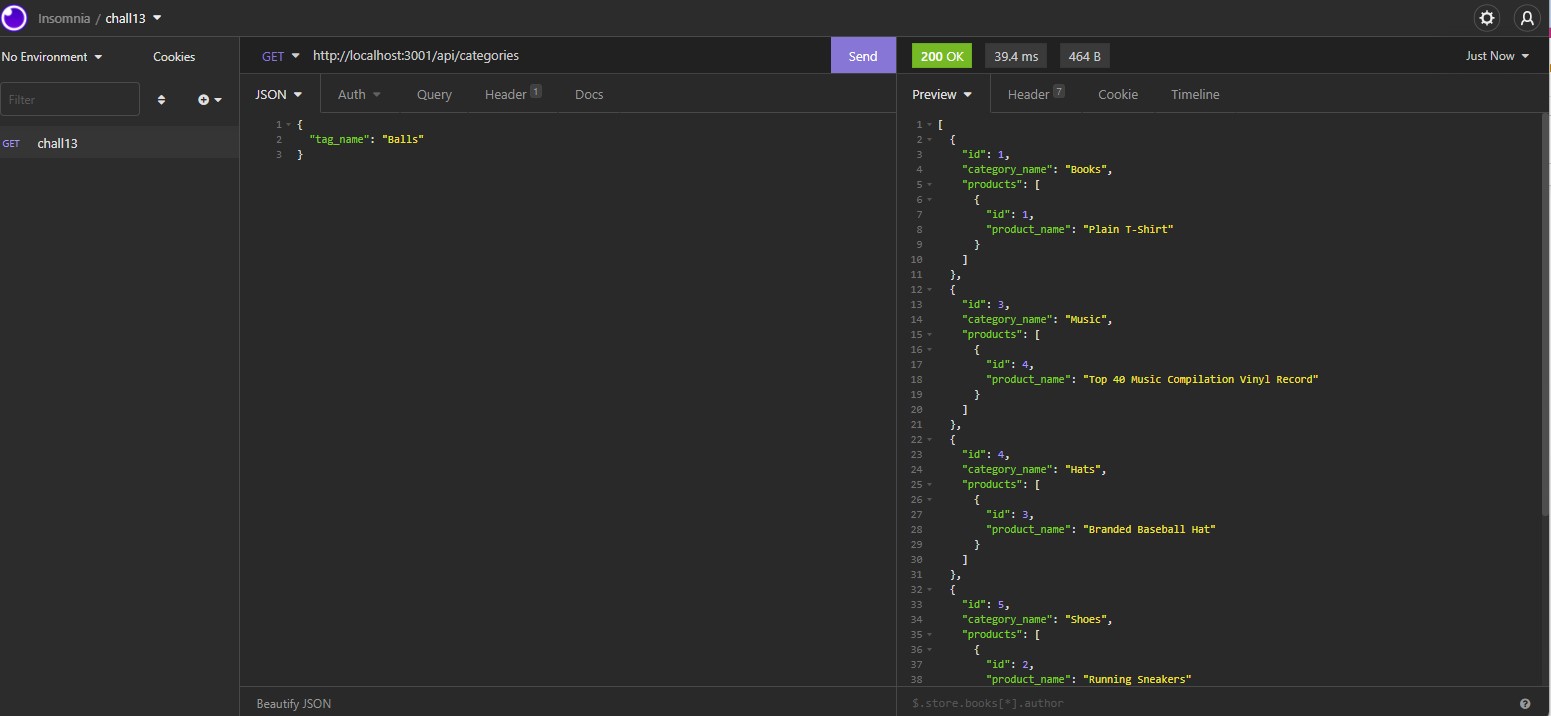 Insomnia / chall13
No Environment
Cookies
GET
http://localhost:3001/api/categories
Send
200 OK
39.4 ms
464 B
Just Now
Filter
JSON
Auth
Query
Header 1
Docs
Preview
Header 7
Cookie
Timeline
GET chall13
1 {
2 "tag_name": "Balls"
3 }
1 [
2 {
3 "id": 1,
4 "category_name": "Books",
5 "products": [
6 {
7 "id": 1,
8 "product_name": "Plain T-Shirt"
9 }
10 ]
11 },
12 {
13 "id": 3,
14 "category_name": "Music",
15 "products": [
16 {
17 "id": 4,
18 "product_name": "Top 40 Music Compilation Vinyl Record"
19 }
20 ]
21 },
22 {
23 "id": 4,
24 "category_name": "Hats",
25 "products": [
26 {
27 "id": 3,
28 "product_name": "Branded Baseball Hat"
29 }
30 ]
31 },
32 {
33 "id": 5,
34 "category_name": "Shoes",
35 "products": [
36 {
37 "id": 2,
38 "product_name": "Running Sneakers"
Beautify JSON
$.store.books[*].author
?